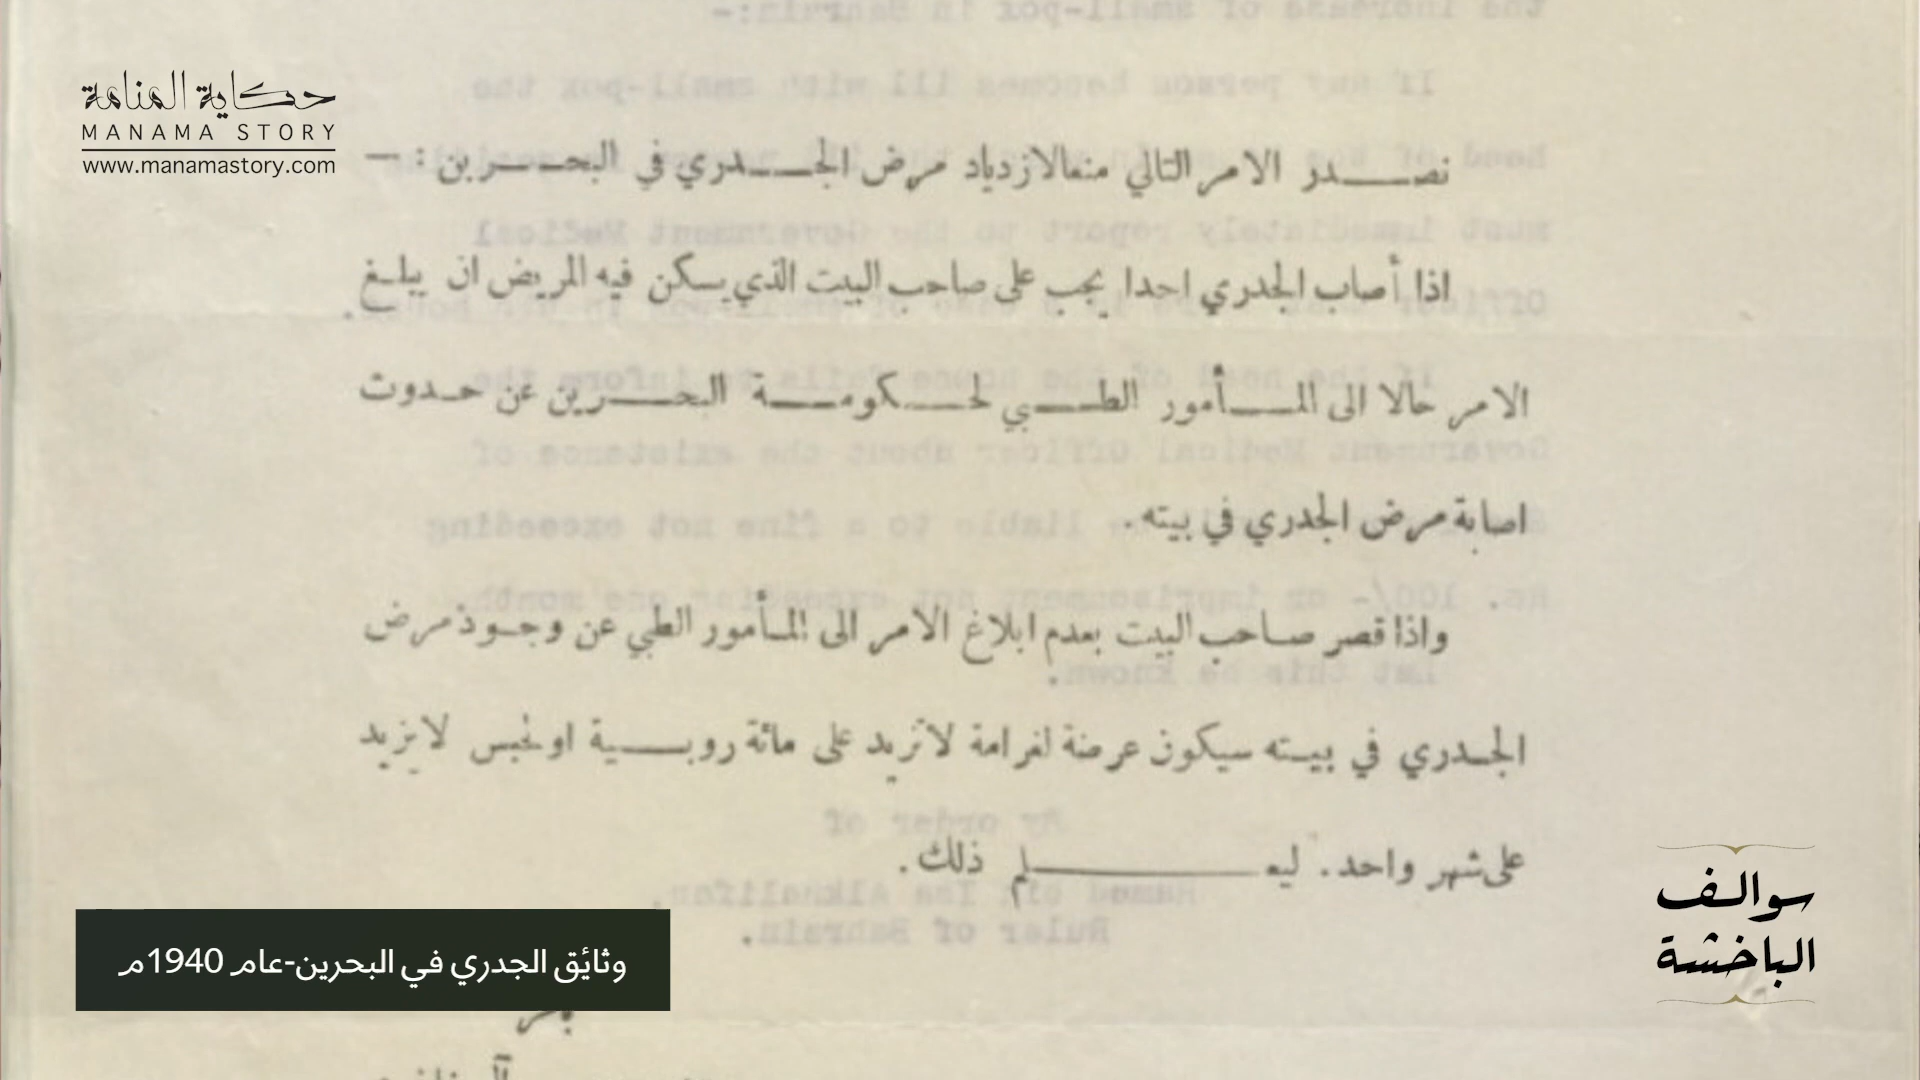 حكاية المنامة
MANAMA STORY
www.manamastory.com
نصدر الامر التالي منعالازدياد مرض الجدري في البحرين :—
اذا أصاب الجدري احدا يجب على صاحب البيت الذي يسكن فيه المريض ان يبلغ
الامر حالا الى المأمور الطبي لحكومة البحرين عن حدوث
اصابة مرض الجدري في بيته .
واذا قصر صاحب البيت بعدم ابلاغ الامر الى المأمور الطبي عن وجود مرض
الجدري في بيته سيكون عرضة لغرامة لاتزيد على مائة روبية اولحبس لايزيد
على شهر واحد . ليعلم ذلك .
سوالف
الباخشة
وثائق الجدري في البحرين-عام 1940م